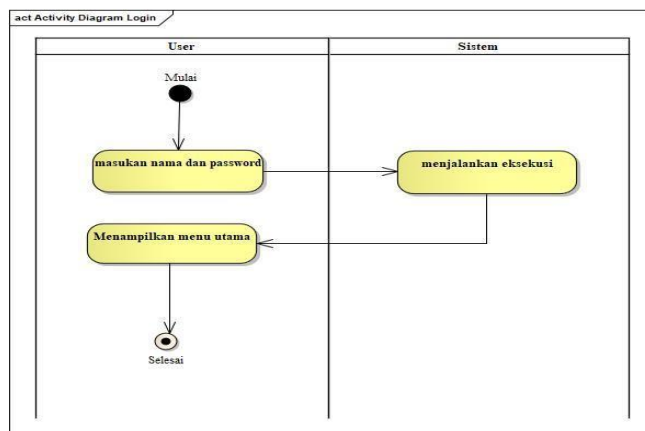 act Activity Diagram Login
User
Sistem
Mulai
masukan nama dan password
menjalankan eksekusi
Menampilkan menu utama
Selesai